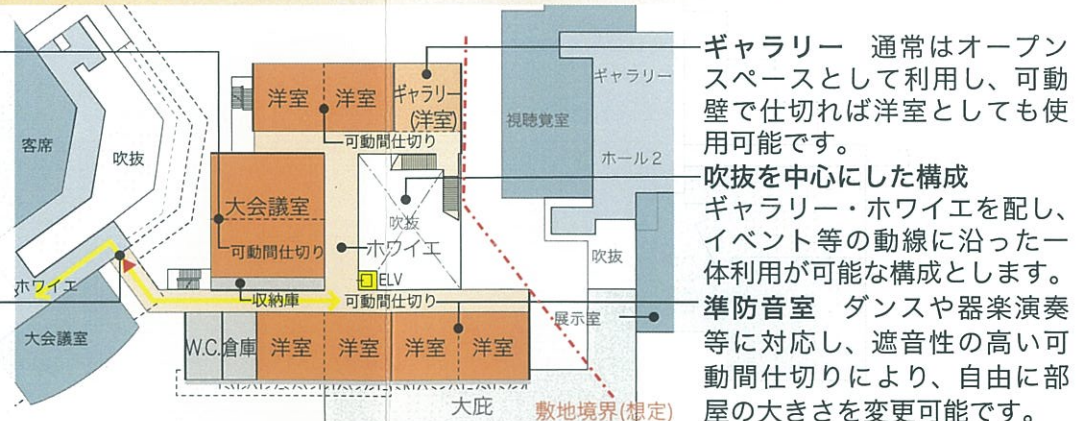 客席
吹抜
ホワイエ
大会議室
洋室
洋室
ギャラリー
(洋室)
可動間仕切り
大会議室
可動間仕切り
吹抜
ホワイエ
ELV
収納庫
可動間仕切り
W.C.
倉庫
洋室
洋室
洋室
洋室
大庇
敷地境界(想定)
視聴覚室
ギャラリー
ホール2
吹抜
展示室
ギャラリー　通常はオープン
スペースとして利用し、可動
壁で仕切れば洋室としても使
用可能です。
吹抜を中心にした構成
ギャラリー・ホワイエを配し、
イベント等の動線に沿った一
体利用が可能な構成とします。
準防音室　ダンスや器楽演奏
等に対応し、遮音性の高い可
動間仕切りにより、自由に部
屋の大きさを変更可能です。